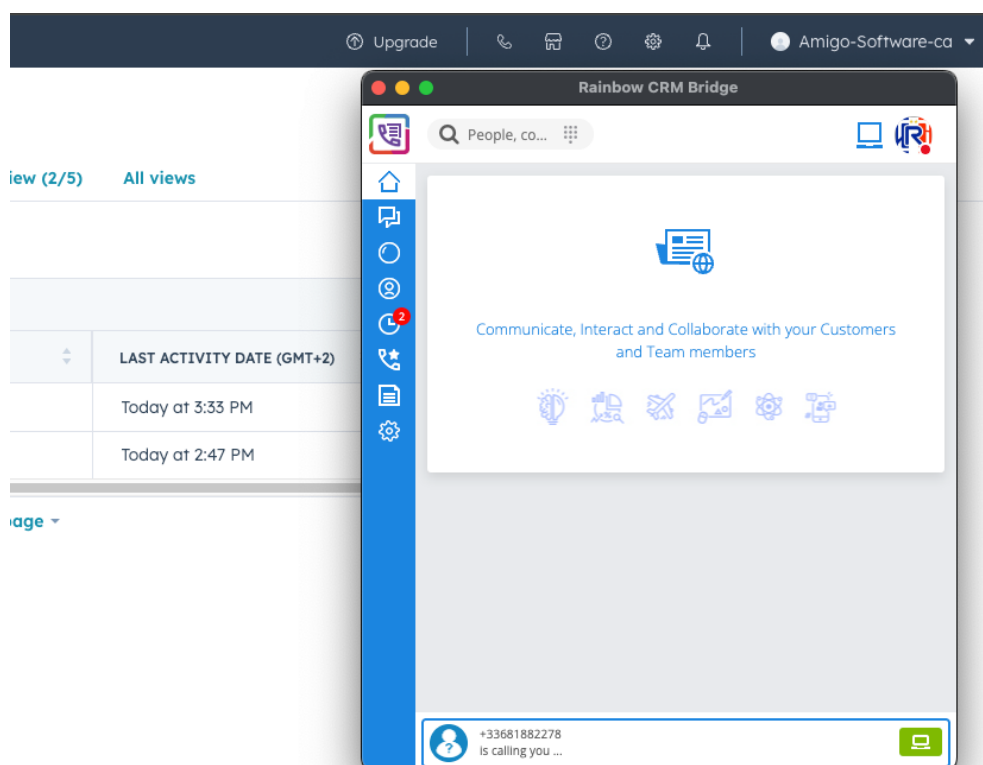 Upgrade
Amigo-Software-ca
Rainbow CRM Bridge
People, co...
iew (2/5)
All views
2
Communicate, Interact and Collaborate with your Customers
and Team members
LAST ACTIVITY DATE (GMT+2)
Today at 3:33 PM
Today at 2:47 PM
age
+33681882278
is calling you ...